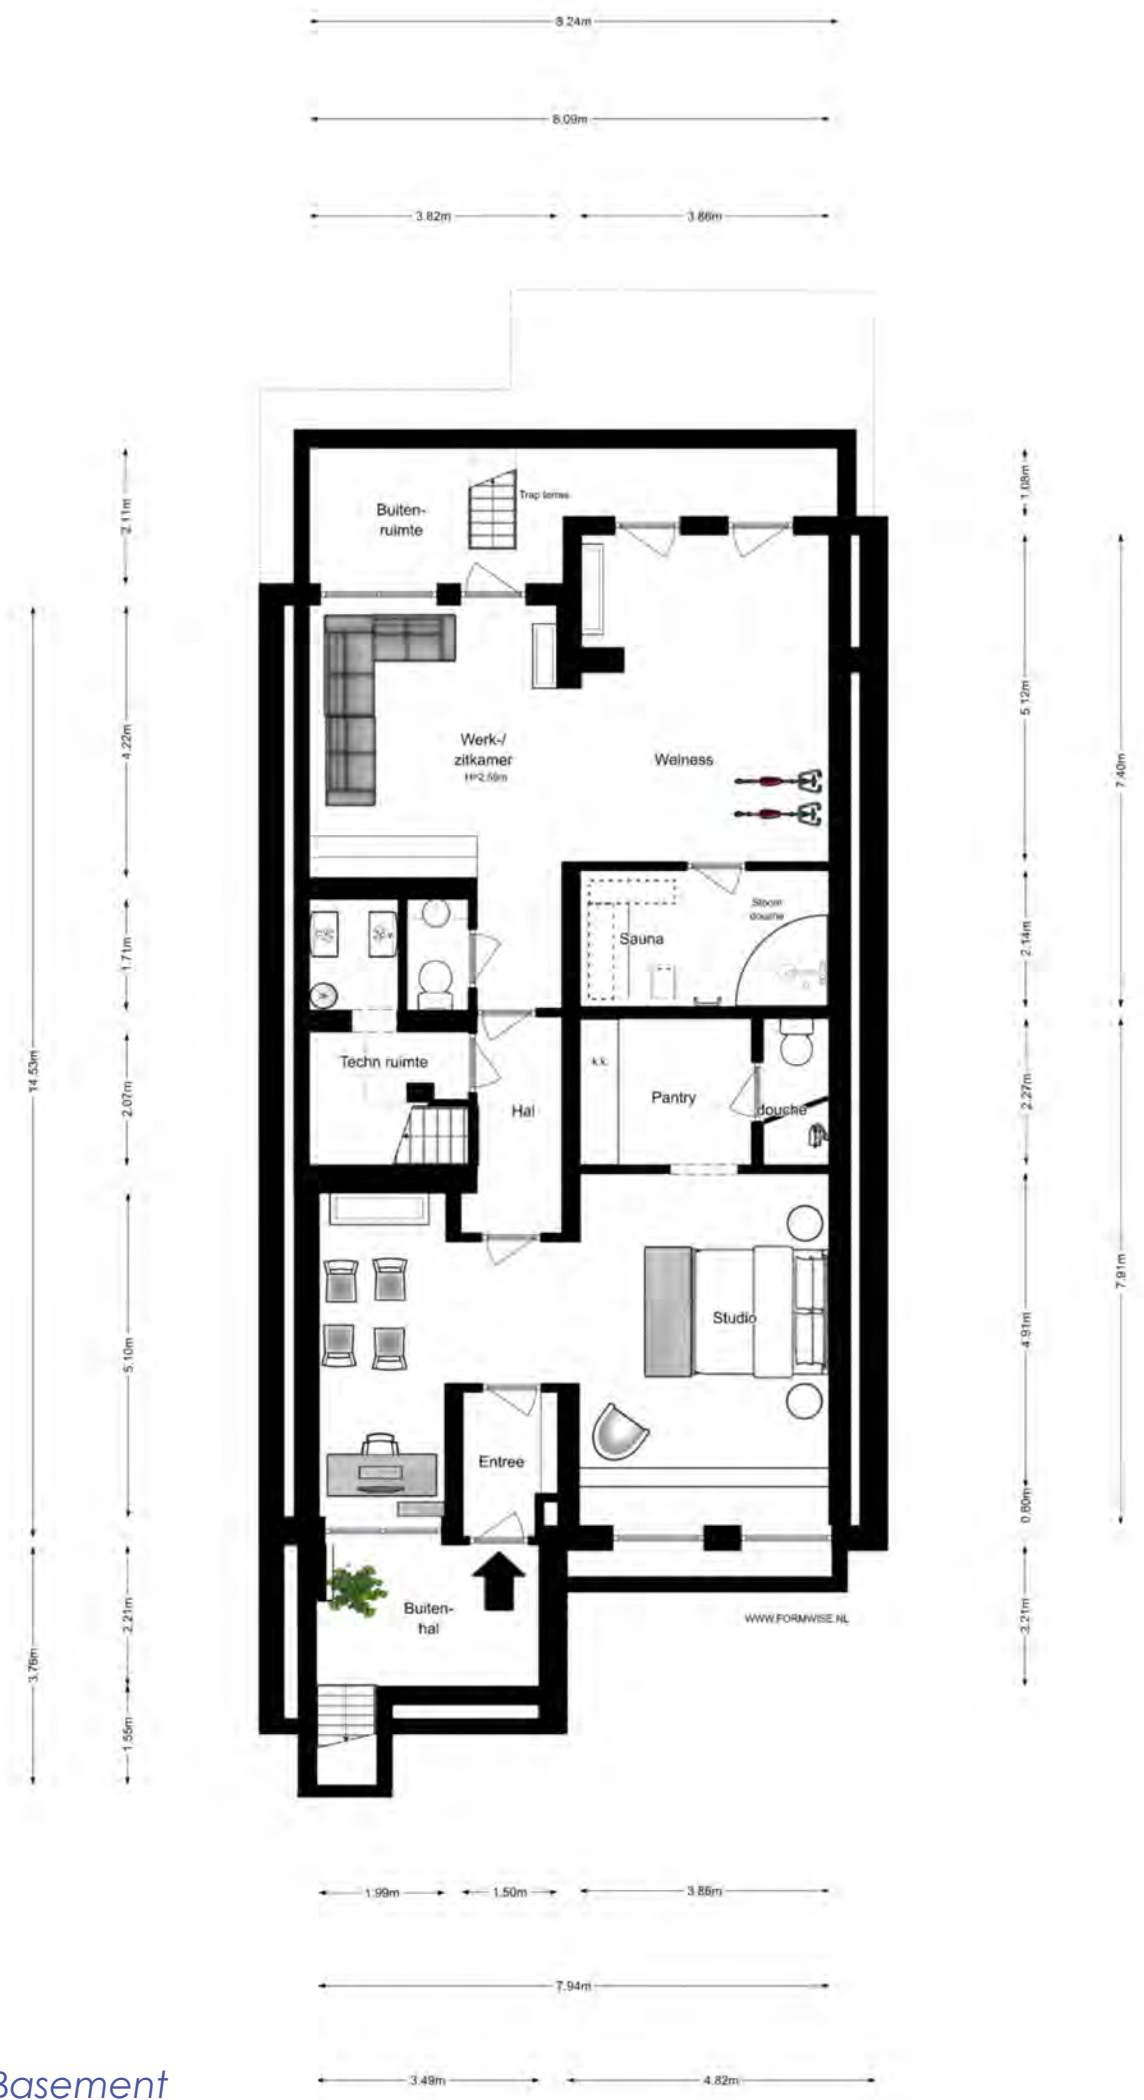 8.24m
8.09m
3.82m
3.86m
Trap terras
Buiten-
ruimte
2.11m
1.08m
Werk-/
zitkamer
H=2.59m
Welness
4.22m
5.12m
7.40m
Stoom
douche
Sauna
1.71m
2.14m
14.53m
Techn ruimte
k.k.
Hal
Pantry
douche
2.07m
2.27m
7.91m
Studio
5.10m
4.91m
Entree
0.80m
Buiten-
hal
WWW.FORMWISE.NL
2.21m
2.21m
3.76m
1.55m
1.99m
1.50m
3.86m
7.94m
3.49m
4.82m
Basement